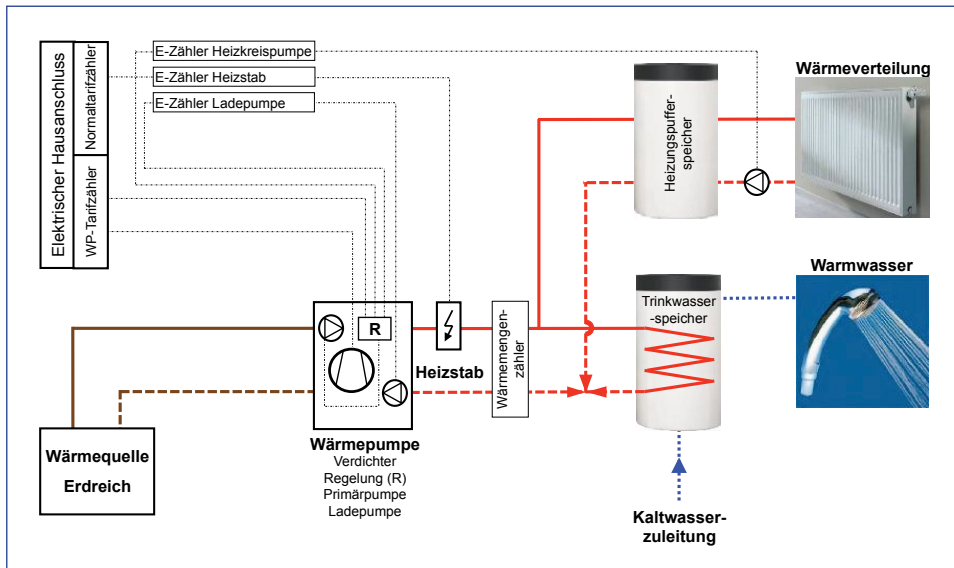 Elektrischer Hausanschluss
Normaltarifzähler
WP-Tarifzähler
E-Zähler Heizkreispumpe
E-Zähler Heizstab
E-Zähler Ladepumpe
Heizungspuffer-
speicher
Wärmeverteilung
Warmwasser
Trinkwasser
-speicher
R
Heizstab
Wärmemengen-
zähler
Wärmepumpe
Verdichter
Regelung (R)
Primärpumpe
Ladepumpe
Wärmequelle
Erdreich
Kaltwasser-
zuleitung